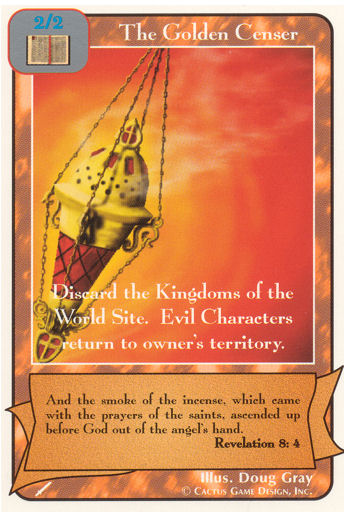 2/2
The Golden Censer
Discard the Kingdoms of the
World Site. Evil Characters
return to owner's territory.
And the smoke of the incense, which came
with the prayers of the saints, ascended up
before God out of the angel's hand.
Revelation 8: 4
Illus. Doug Gray
© Cactus Game Design, Inc.